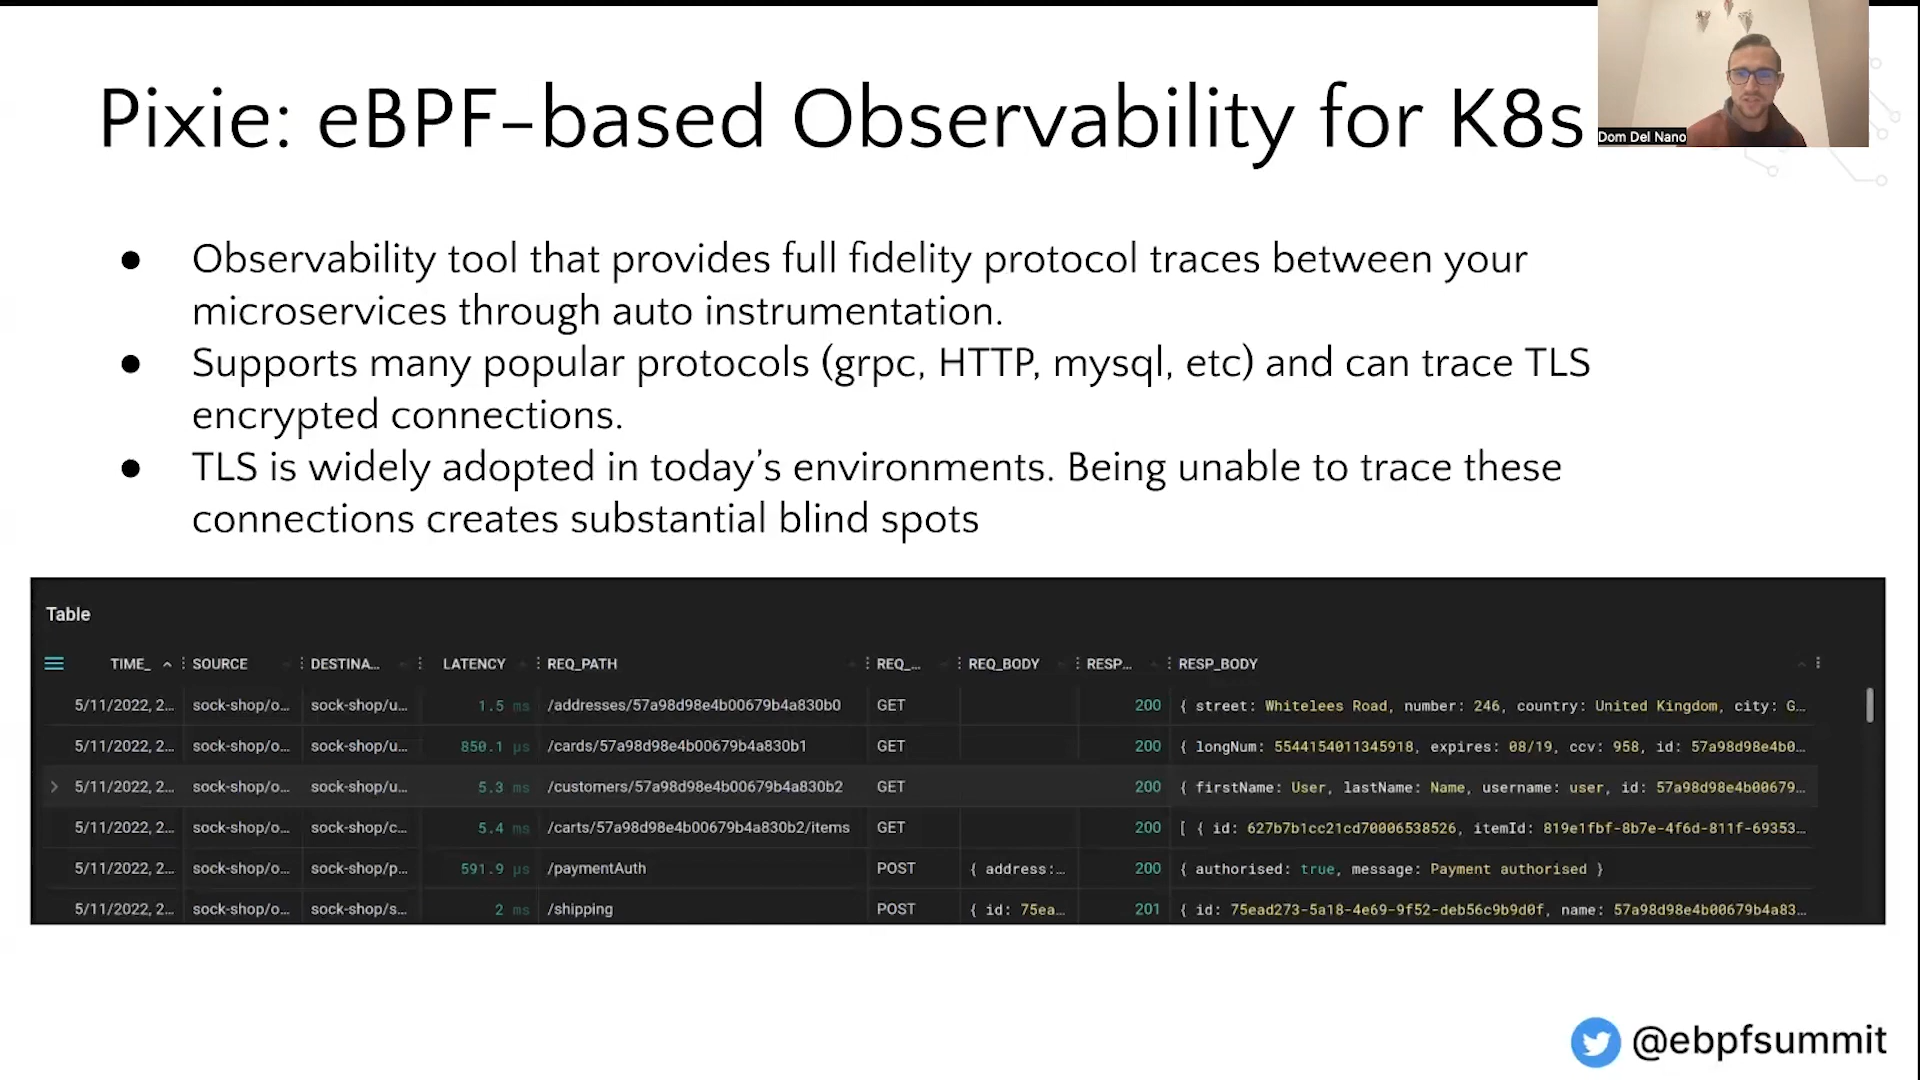 Pixie: eBPF-based Observability for K8s
Dom Del Nano
● Observability tool that provides full fidelity protocol traces between your
microservices through auto instrumentation.
● Supports many popular protocols (grpc, HTTP, mysql, etc) and can trace TLS
encrypted connections.
● TLS is widely adopted in today’s environments. Being unable to trace these
connections creates substantial blind spots
Table
TIME_ SOURCE DESTINA... LATENCY REQ_PATH REQ_... REQ_BODY RESP... RESP_BODY
5/11/2022, 2... sock-shop/o... sock-shop/u... 1.5 ms /addresses/57a98d98e4b00679b4a830b0 GET 200 { street: Whitelees Road, number: 246, country: United Kingdom, city: G...
5/11/2022, 2... sock-shop/o... sock-shop/u... 850.1 µs /cards/57a98d98e4b00679b4a830b1 GET 200 { longNum: 5544154011345918, expires: 08/19, ccv: 958, id: 57a98d98e4b0...
5/11/2022, 2... sock-shop/o... sock-shop/u... 5.3 ms /customers/57a98d98e4b00679b4a830b2 GET 200 { firstName: User, lastName: Name, username: user, id: 57a98d98e4b00679...
5/11/2022, 2... sock-shop/o... sock-shop/c... 5.4 ms /carts/57a98d98e4b00679b4a830b2/items GET 200 [ { id: 627b7b1cc21cd70006538526, itemId: 819e1fbf-8b7e-4f6d-811f-69353...
5/11/2022, 2... sock-shop/o... sock-shop/p... 591.9 µs /paymentAuth POST { address:... 200 { authorised: true, message: Payment authorised }
5/11/2022, 2... sock-shop/o... sock-shop/s... 2 ms /shipping POST { id: 75ea... 201 { id: 75ead273-5a18-4e69-9f52-deb56c9b9d0f, name: 57a98d98e4b00679b4a83...
@ebpfsummit